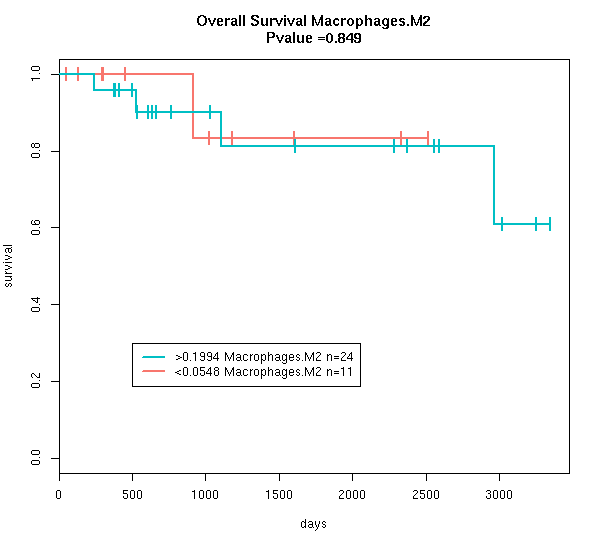 Overall Survival Macrophages.M2
Pvalue =0.849
1.0
0.8
0.6
0.4
0.2
0.0
survival
>0.1994 Macrophages.M2 n=24
<0.0548 Macrophages.M2 n=11
0 500 1000 1500 2000 2500 3000
days